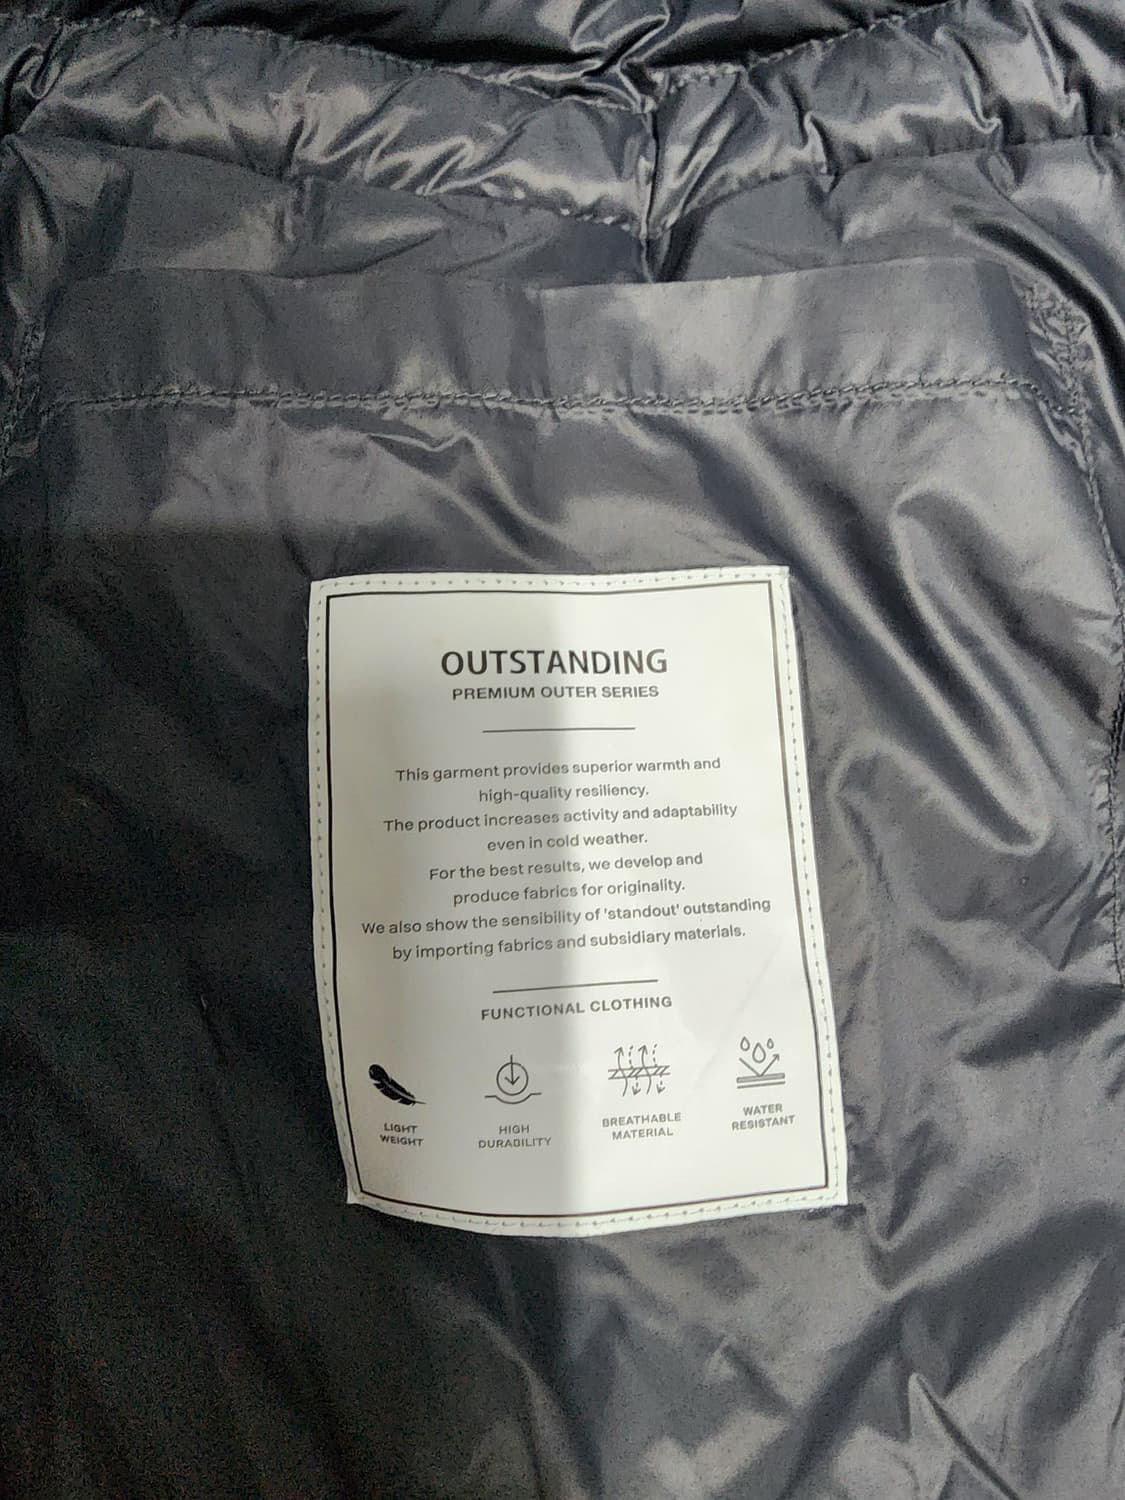 OUTSTANDING
PREMIUM OUTER SERIES
This garment provides superior warmth and
high-quality resiliency.
The product increases activity and adaptability
even in cold weather.
For the best results, we develop and
produce fabrics for originality.
We also show the sensibility of 'standout' outstanding
by importing fabrics and subsidiary materials.
FUNCTIONAL CLOTHING
LIGHT
WEIGHT
HIGH
DURABILITY
BREATHABLE
MATERIAL
WATER
RESISTANT